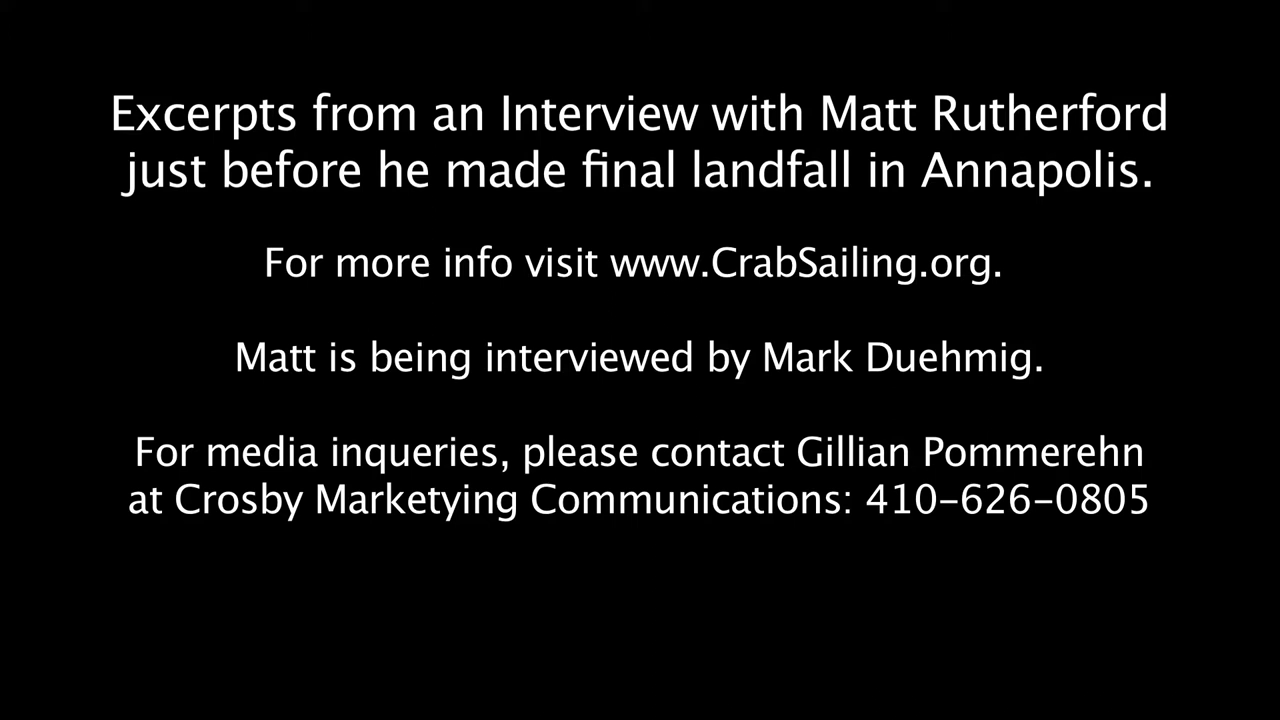 Excerpts from an Interview with Matt Rutherford
just before he made final landfall in Annapolis.
For more info visit www.CrabSailing.org.
Matt is being interviewed by Mark Duehmig.
For media inqueries, please contact Gillian Pommerehn
at Crosby Marketying Communications: 410-626-0805